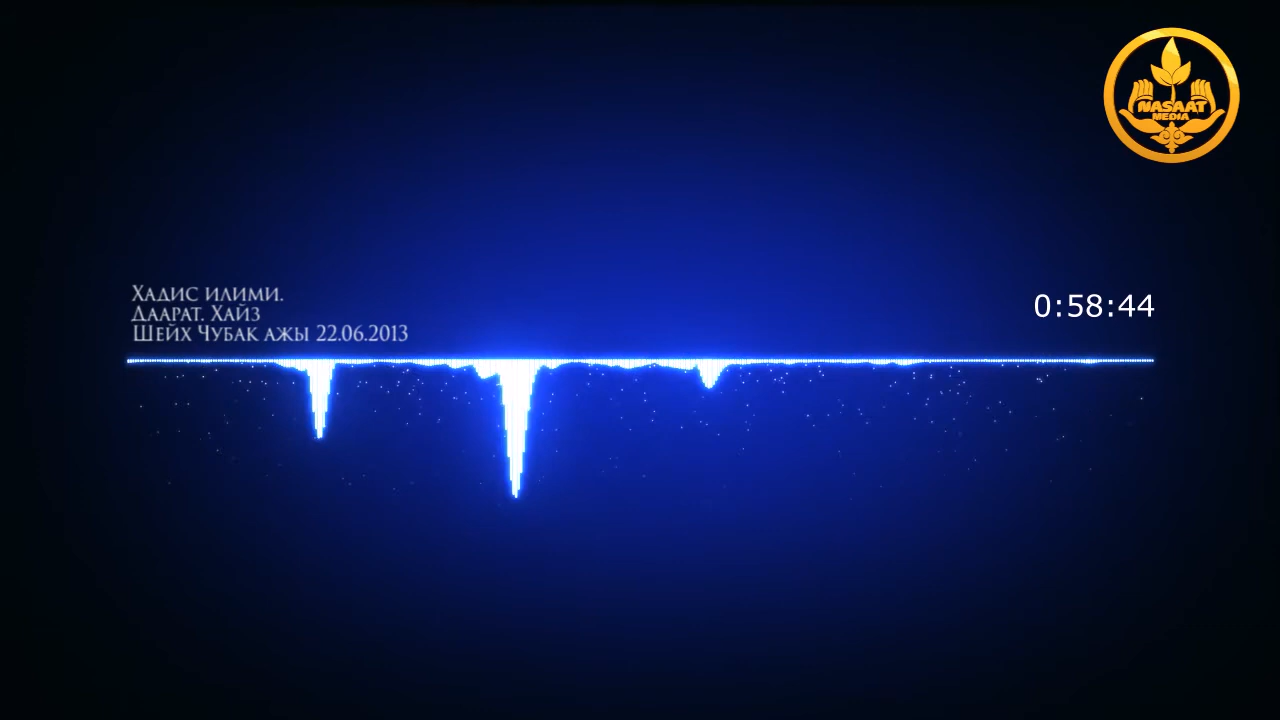 Хадис илими.
Даарат. Хайз
Шейх Чубак ажы 22.06.2013
0:58:44
NASAAT
MEDIA